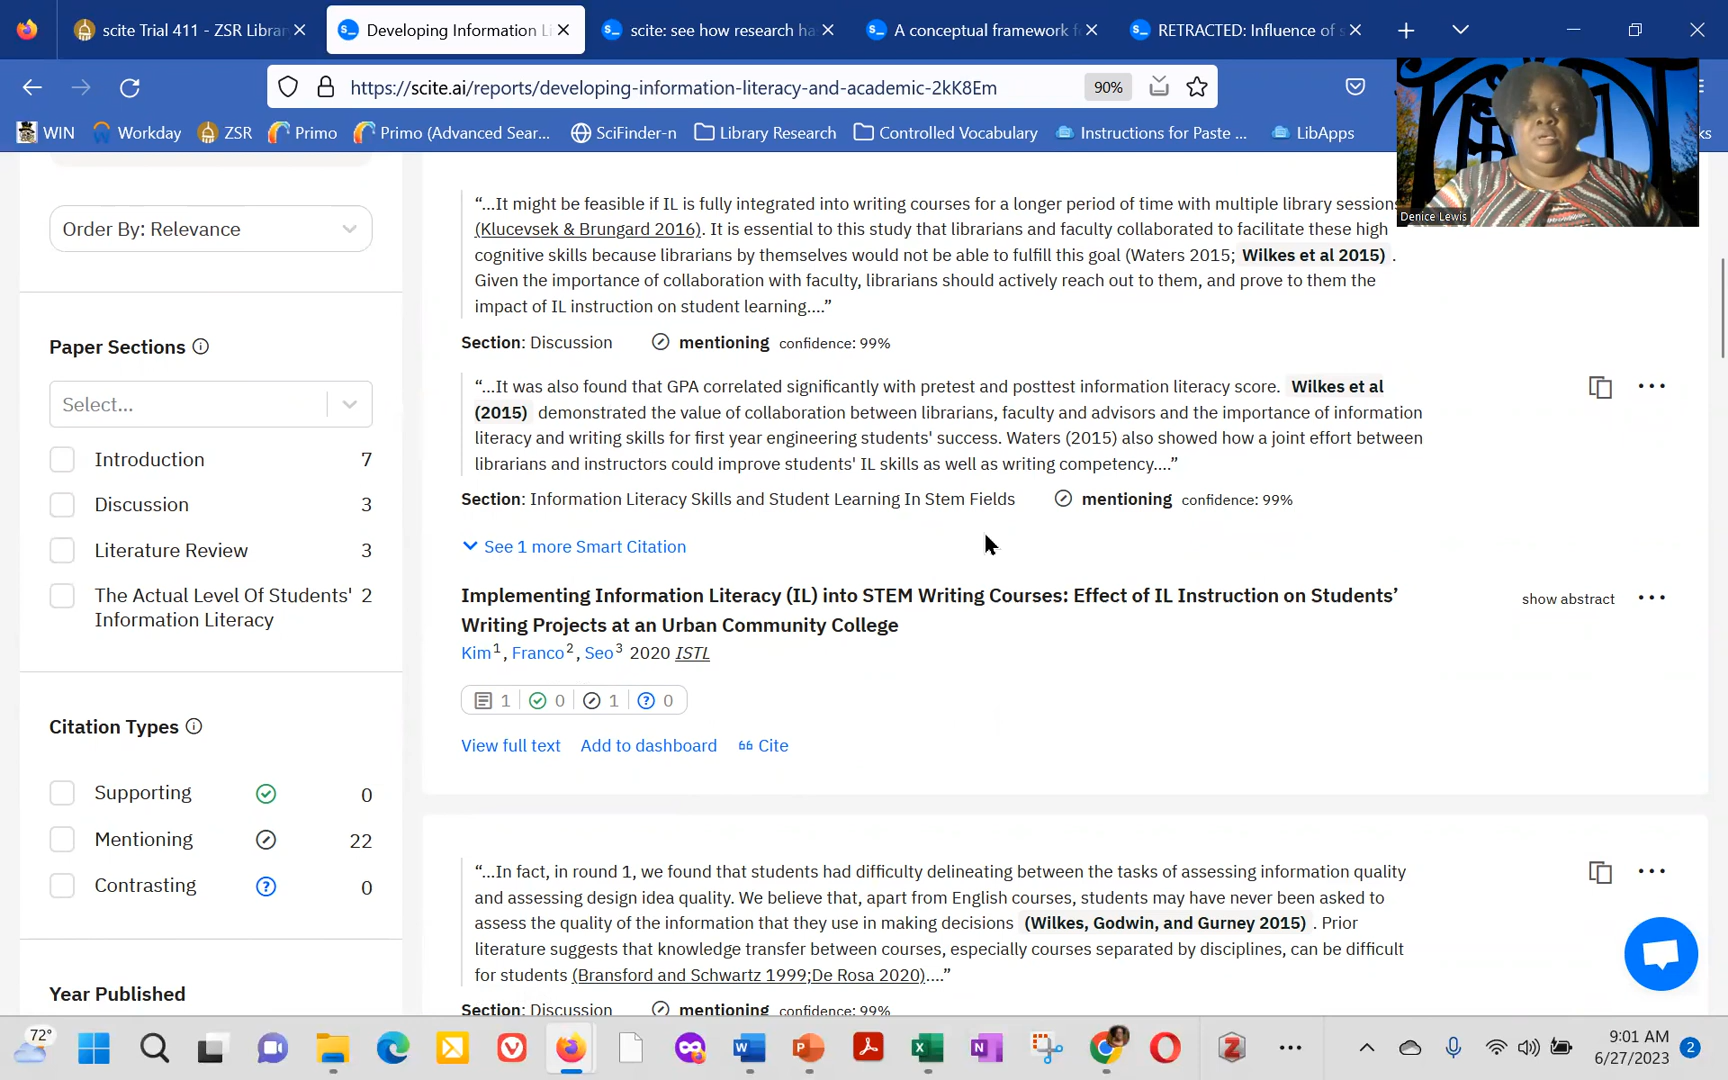 scite Trial 411 - ZSR Librar
Developing Information Li
scite: see how research ha
A conceptual framework f
RETRACTED: Influence of s
https://scite.ai/reports/developing-information-literacy-and-academic-2kK8Em
90%
WIN
Workday
ZSR
Primo
Primo (Advanced Sear...
SciFinder-n
Library Research
Controlled Vocabulary
Instructions for Paste ...
LibApps
ks
Denice Lewis
Order By: Relevance
Paper Sections
Select...
Introduction 7
Discussion 3
Literature Review 3
The Actual Level Of Students' 2
Information Literacy
Citation Types
Supporting 0
Mentioning 22
Contrasting 0
Year Published
“...It might be feasible if IL is fully integrated into writing courses for a longer period of time with multiple library sessions
(Klucevsek & Brungard 2016). It is essential to this study that librarians and faculty collaborated to facilitate these high
cognitive skills because librarians by themselves would not be able to fulfill this goal (Waters 2015; Wilkes et al 2015) .
Given the importance of collaboration with faculty, librarians should actively reach out to them, and prove to them the
impact of IL instruction on student learning....”
Section: Discussion mentioning confidence: 99%
“...It was also found that GPA correlated significantly with pretest and posttest information literacy score. Wilkes et al
(2015) demonstrated the value of collaboration between librarians, faculty and advisors and the importance of information
literacy and writing skills for first year engineering students' success. Waters (2015) also showed how a joint effort between
librarians and instructors could improve students' IL skills as well as writing competency....”
Section: Information Literacy Skills and Student Learning In Stem Fields mentioning confidence: 99%
See 1 more Smart Citation
Implementing Information Literacy (IL) into STEM Writing Courses: Effect of IL Instruction on Students’
Writing Projects at an Urban Community College
show abstract
Kim1, Franco2, Seo3 2020 ISTL
1 0 1 0
View full text Add to dashboard Cite
“...In fact, in round 1, we found that students had difficulty delineating between the tasks of assessing information quality
and assessing design idea quality. We believe that, apart from English courses, students may have never been asked to
assess the quality of the information that they use in making decisions (Wilkes, Godwin, and Gurney 2015) . Prior
literature suggests that knowledge transfer between courses, especially courses separated by disciplines, can be difficult
for students (Bransford and Schwartz 1999;De Rosa 2020)....”
Section: Discussion mentioning confidence: 99%
72°
9:01 AM
6/27/2023
2